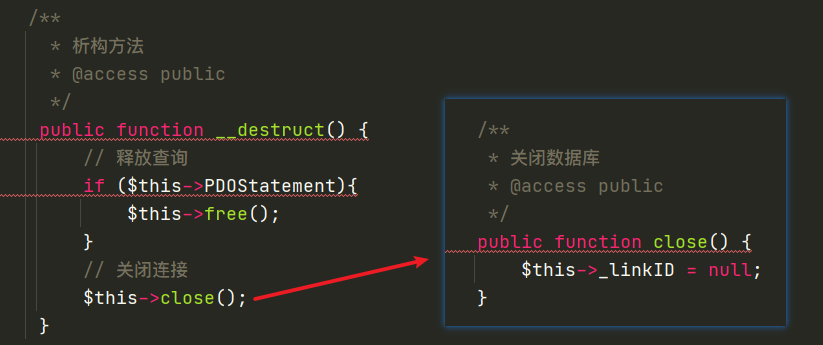 /**
 * 析构方法
 * @access public
 */
public function __destruct() {
    // 释放查询
    if ($this->PDOStatement){
        $this->free();
    }
    // 关闭连接
    $this->close();
}
/**
 * 关闭数据库
 * @access public
 */
public function close() {
    $this->_linkID = null;
}